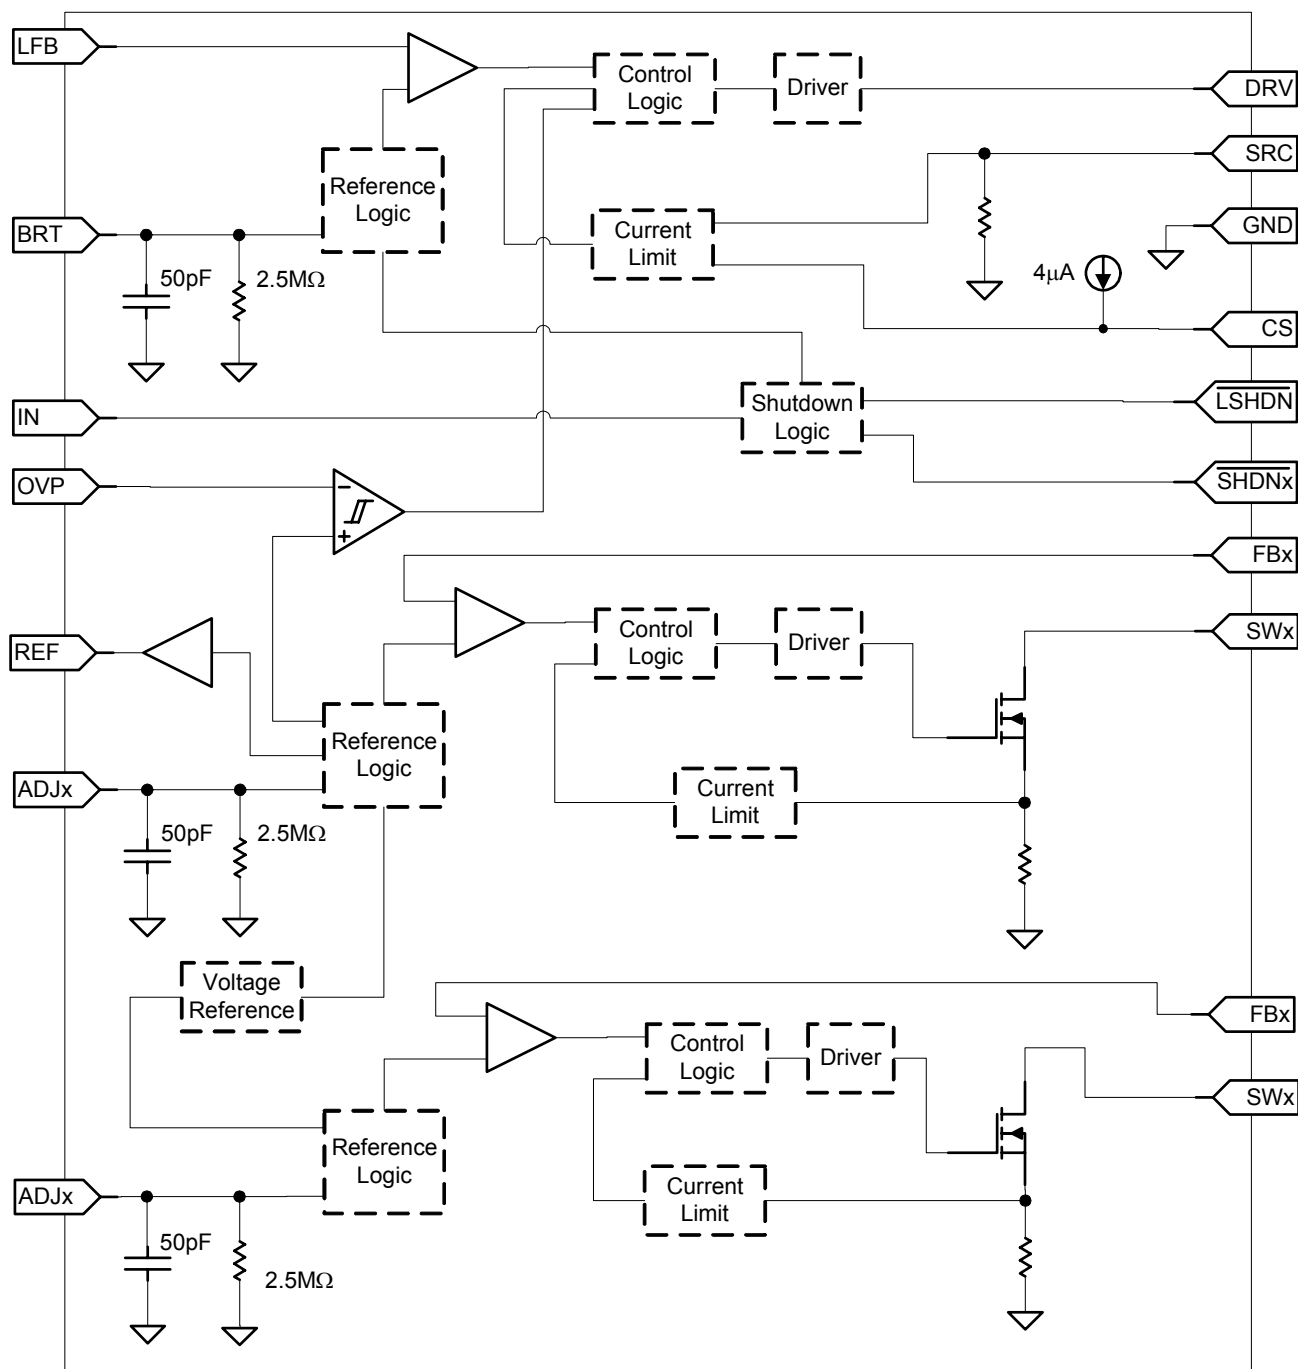 LFB
Control
Logic
Driver
DRV
SRC
Reference
Logic
BRT
Current
Limit
GND
50pF
2.5MΩ
4μA
CS
IN
Shutdown
Logic
LSHDN
OVP
-
+
SHDNx
FBx
REF
Control
Logic
Driver
SWx
Reference
Logic
ADJx
Current
Limit
50pF
2.5MΩ
Voltage
Reference
FBx
Control
Logic
Driver
SWx
Reference
Logic
ADJx
Current
Limit
50pF
2.5MΩ